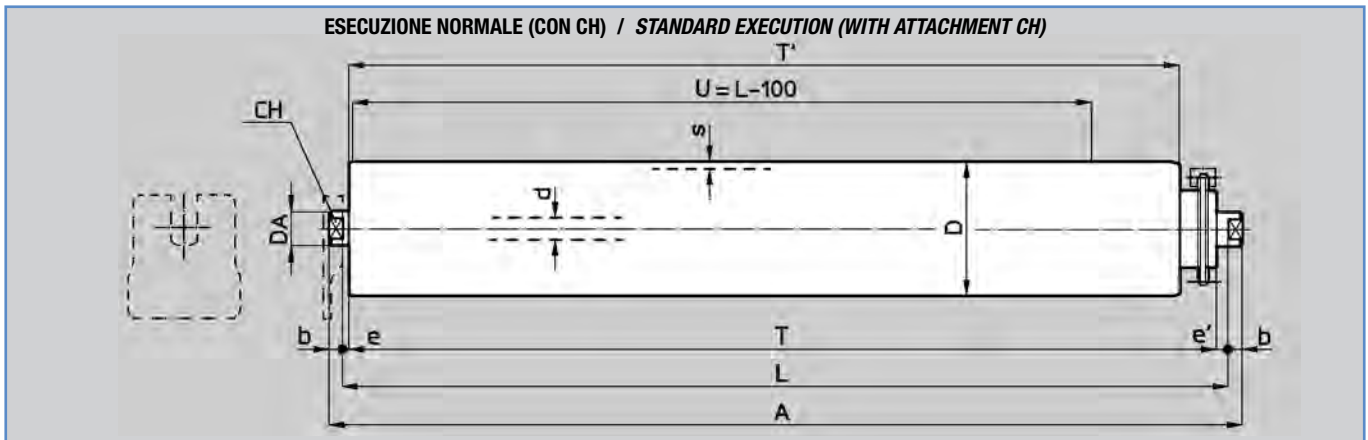 ESECUZIONE NORMALE (CON CH) / STANDARD EXECUTION (WITH ATTACHMENT CH)
T'
U = L-100
CH
s
d
DA
D
b
e
T
e'
b
L
A